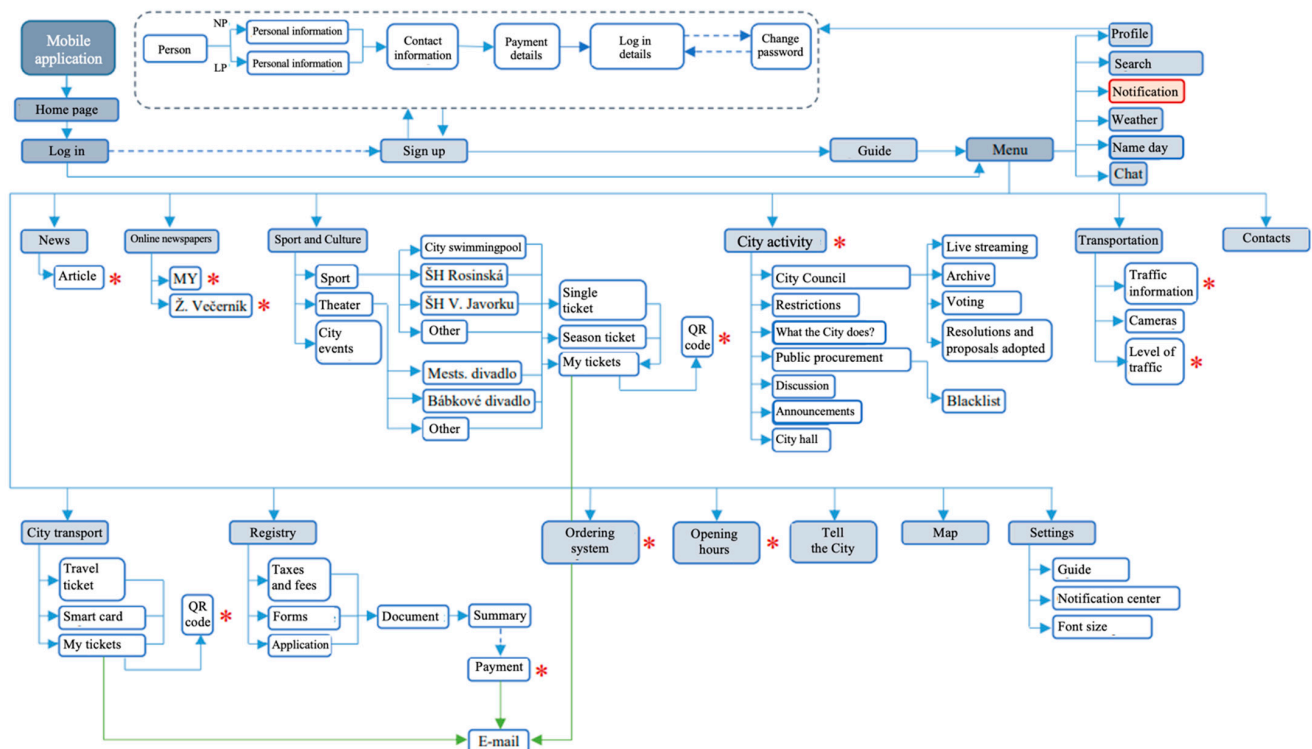 Mobile
application
Home page
Log in
Person
NP
LP
Personal information
Personal information
Contact
information
Payment
details
Log in
details
Change
password
Sign up
Guide
Menu
Profile
Search
Notification
Weather
Name day
Chat
News
Article *
Online newspapers
MY *
Ž. Večerník *
Sport and Culture
Sport
Theater
City
events
City swimmingpool
ŠH Rosinská
ŠH V. Javorku
Other
Mests. divadlo
Bábkové divadlo
Other
Single
ticket
Season ticket
My tickets
QR
code *
City activity *
City Council
Restrictions
What the City does?
Public procurement
Discussion
Announcements
City hall
Live streaming
Archive
Voting
Resolutions and
proposals adopted
Blacklist
Transportation
Traffic
information *
Cameras
Level of
traffic *
Contacts
City transport
Travel
ticket
Smart card
My tickets
QR
code *
Registry
Taxes
and fees
Forms
Application
Document
Summary
Payment *
E-mail
Ordering
system *
Opening
hours *
Tell
the City
Map
Settings
Guide
Notification center
Font size